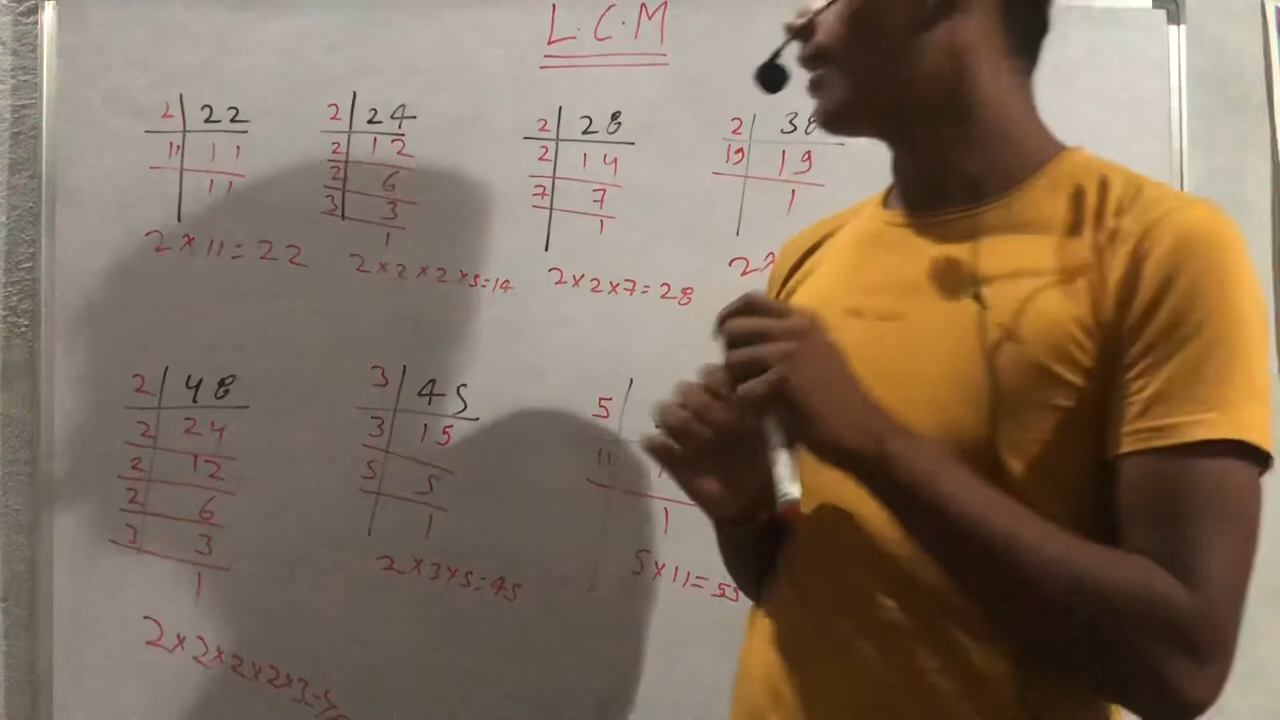 L.C.M
2 | 22
11 | 11
11
2 × 11 = 22
2 | 24
2 | 12
2 | 6
3 | 3
1
2 × 2 × 2 × 3 = 14
2 | 28
2 | 14
7 | 7
1
2 × 2 × 7 = 28
2 | 38
19 | 19
1
2 ×
2 | 48
2 | 24
2 | 12
2 | 6
3 | 3
1
2 × 2 × 2 × 2 × 3 =
3 | 45
3 | 15
5 | 5
1
2 × 3 × 5 = 45
5
11
1
5 × 11 = 55